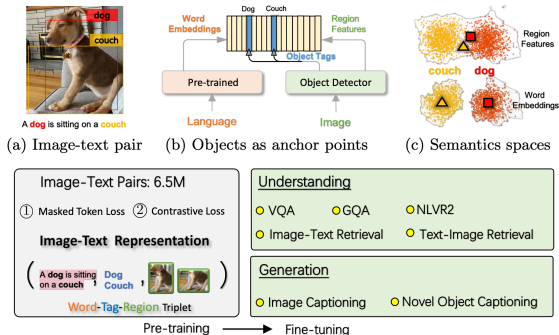 dog
couch
A dog is sitting on a couch
(a) Image-text pair
Word
Embeddings
Dog
Couch
Region
Features
Object Tags
Pre-trained
Object Detector
Language
Image
(b) Objects as anchor points
Region
Features
couch
dog
Word
Embeddings
(c) Semantics spaces
Image-Text Pairs: 6.5M
① Masked Token Loss ② Contrastive Loss
Image-Text Representation
( A dog is sitting
on a couch , Dog
Couch , )
Word-Tag-Region Triplet
Understanding
VQA GQA NLVR2
Image-Text Retrieval Text-Image Retrieval
Generation
Image Captioning Novel Object Captioning
Pre-training Fine-tuning